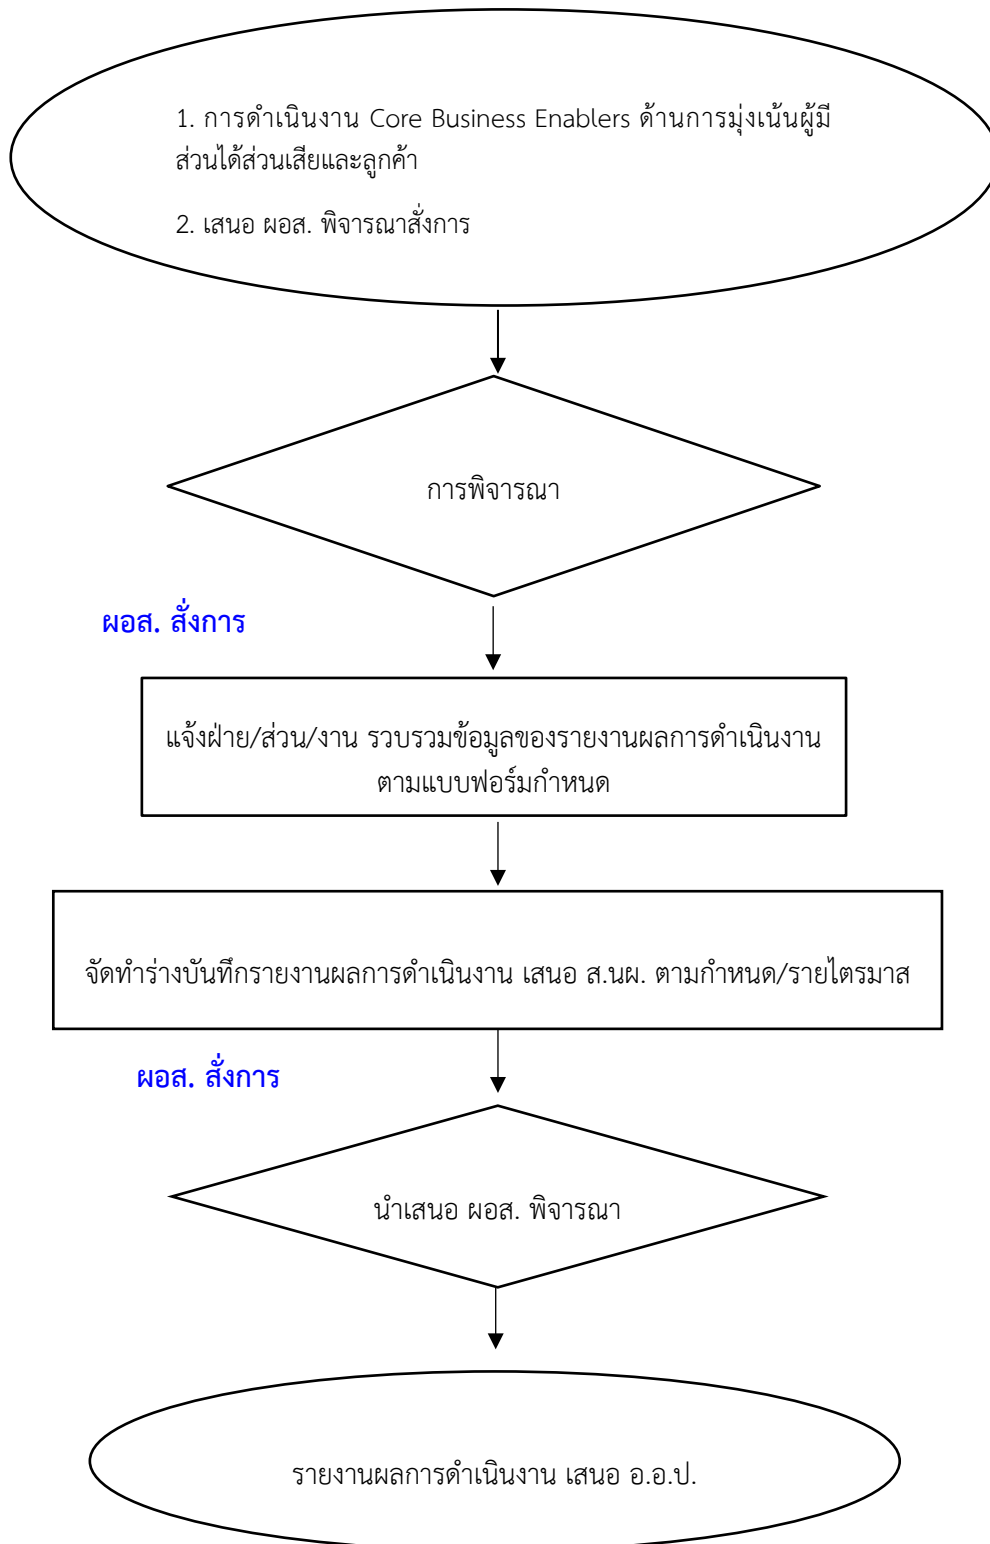 1. การดำเนินงาน Core Business Enablers ด้านการมุ่งเน้นผู้มี
ส่วนได้ส่วนเสียและลูกค้า
2. เสนอ ผอส. พิจารณาสั่งการ
การพิจารณา
ผอส. สั่งการ
แจ้งฝ่าย/ส่วน/งาน รวบรวมข้อมูลของรายงานผลการดำเนินงาน
ตามแบบฟอร์มกำหนด
จัดทำร่างบันทึกรายงานผลการดำเนินงาน เสนอ ส.นผ. ตามกำหนด/รายไตรมาส
ผอส. สั่งการ
นำเสนอ ผอส. พิจารณา
รายงานผลการดำเนินงาน เสนอ อ.อ.ป.